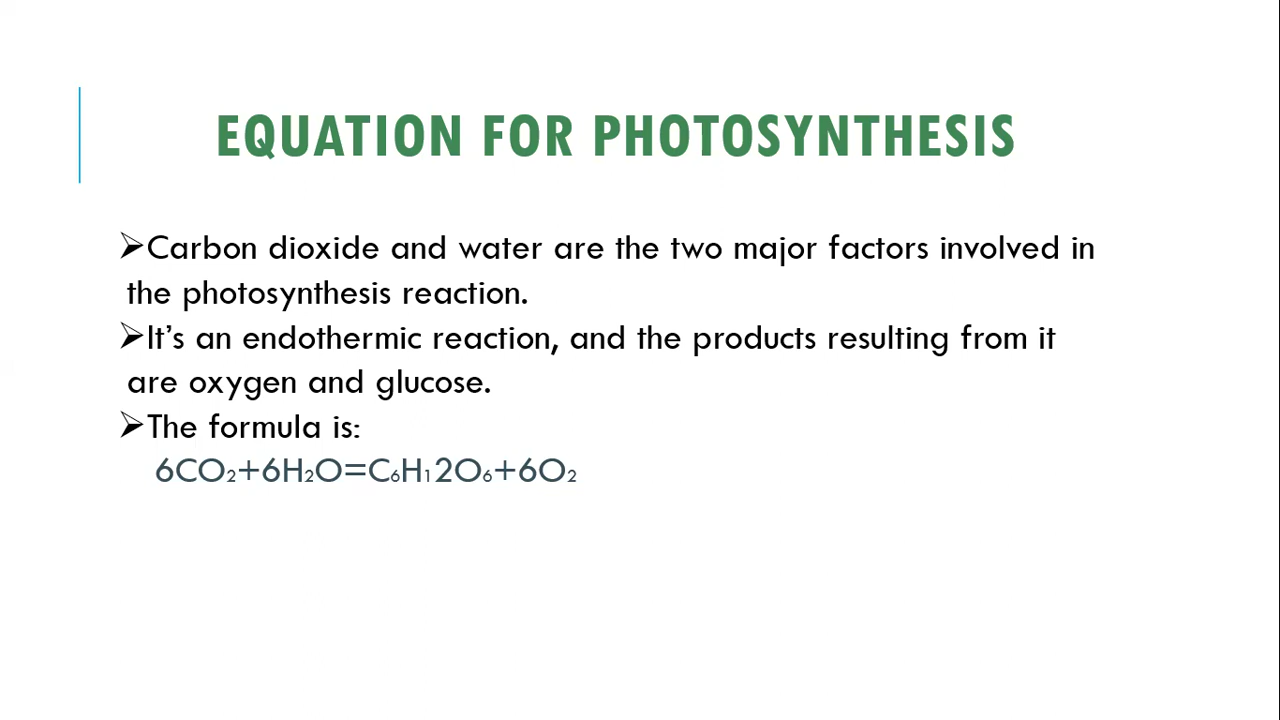 EQUATION FOR PHOTOSYNTHESIS
➢Carbon dioxide and water are the two major factors involved in
the photosynthesis reaction.
➢It’s an endothermic reaction, and the products resulting from it
are oxygen and glucose.
➢The formula is:
6CO₂+6H₂O=C₆H₁2O₆+6O₂